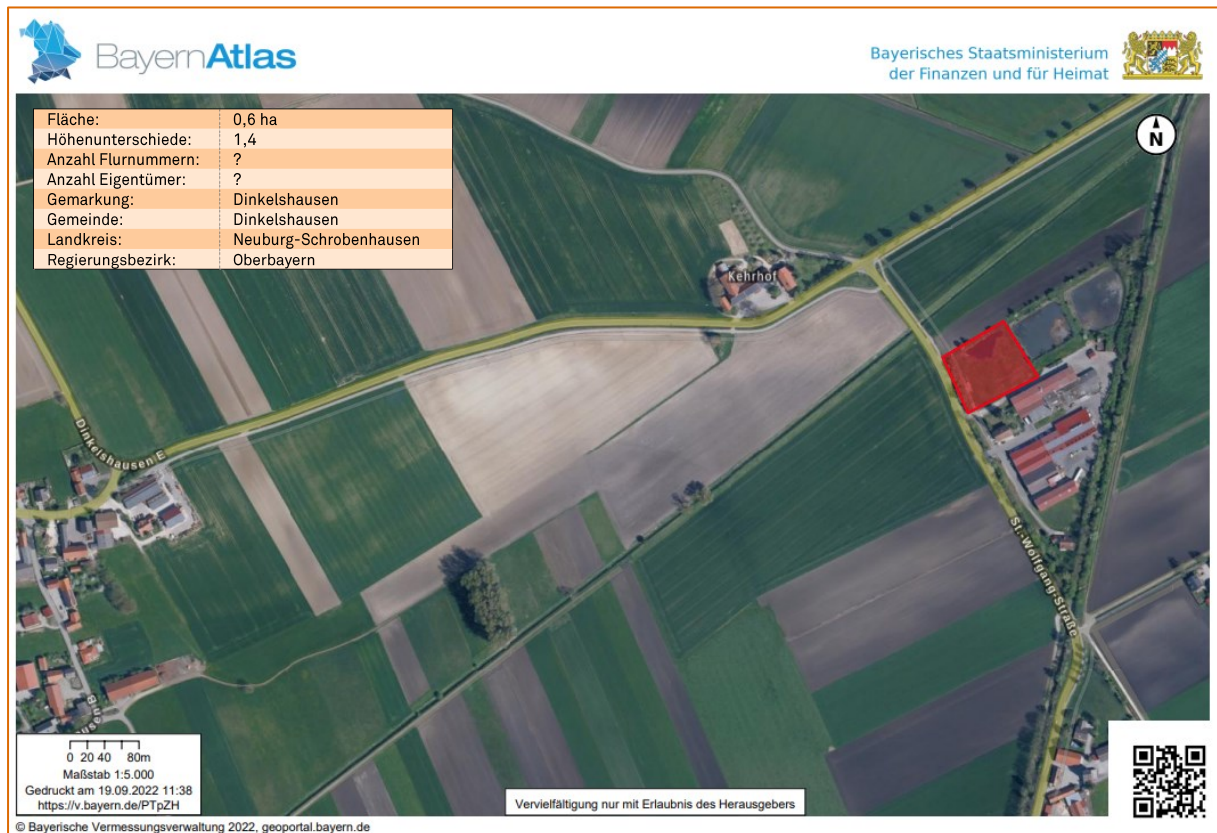 BayernAtlas
Bayerisches Staatsministerium
der Finanzen und für Heimat
Fläche: 0,6 ha
Höhenunterschiede: 1,4
Anzahl Flurnummern: ?
Anzahl Eigentümer: ?
Gemarkung: Dinkelshausen
Gemeinde: Dinkelshausen
Landkreis: Neuburg-Schrobenhausen
Regierungsbezirk: Oberbayern
N
Kehrhof
Dinkelshausen E
St.-Wolfgang-Straße
usen B
0 20 40 80m
Maßstab 1:5.000
Gedruckt am 19.09.2022 11:38
https://v.bayern.de/PTpZH
Vervielfältigung nur mit Erlaubnis des Herausgebers
© Bayerische Vermessungsverwaltung 2022, geoportal.bayern.de